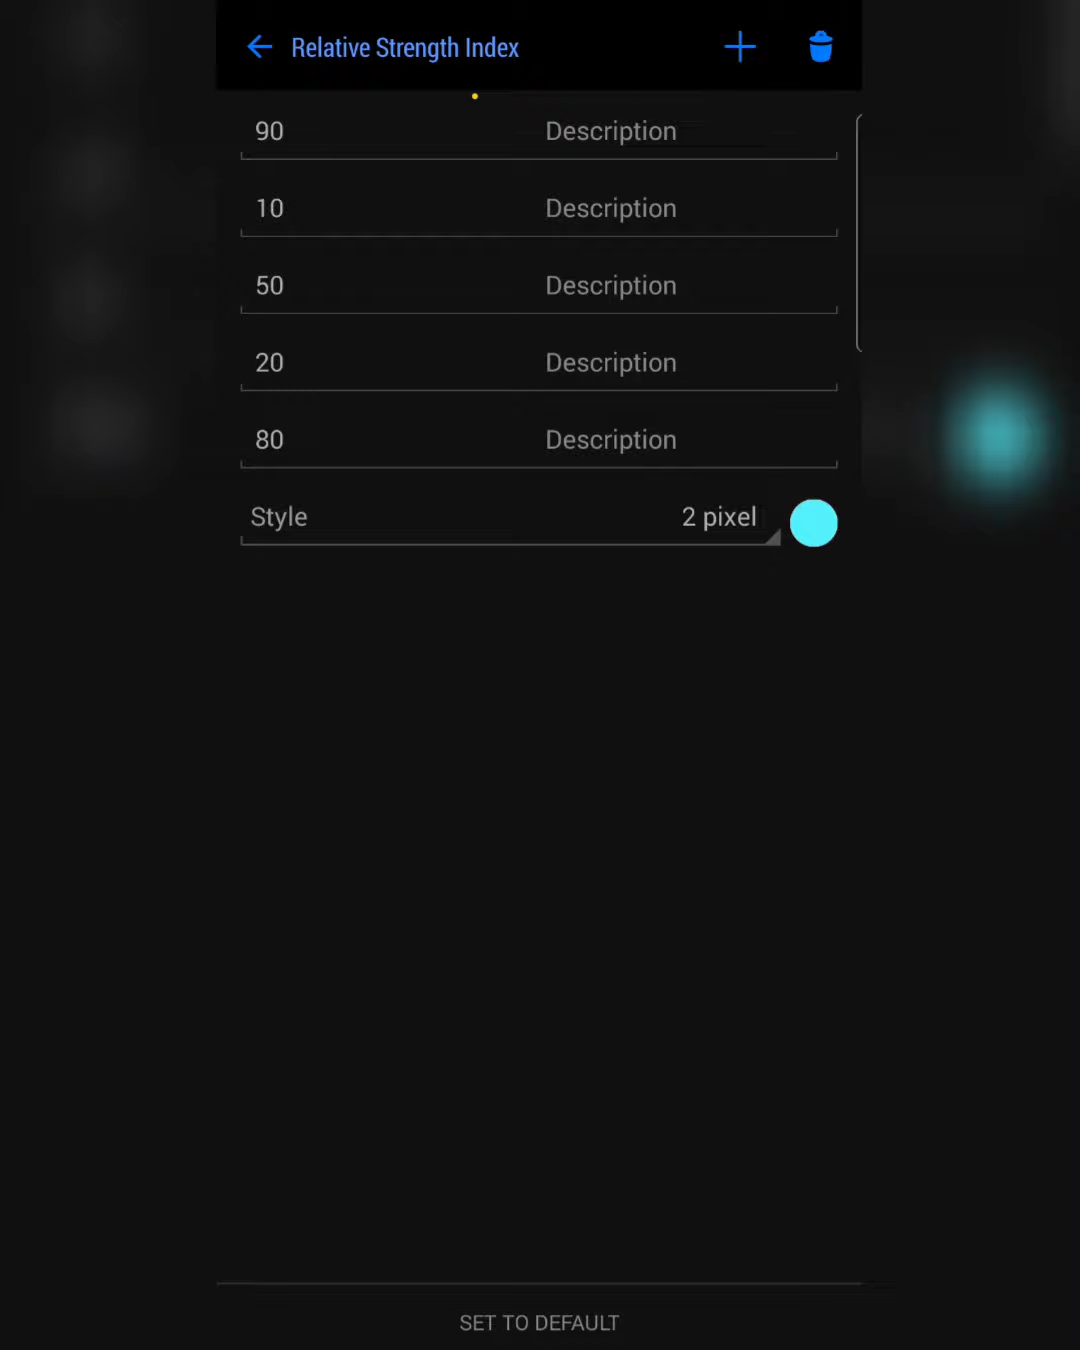 Relative Strength Index
90 Description
10 Description
50 Description
20 Description
80 Description
Style 2 pixel
SET TO DEFAULT